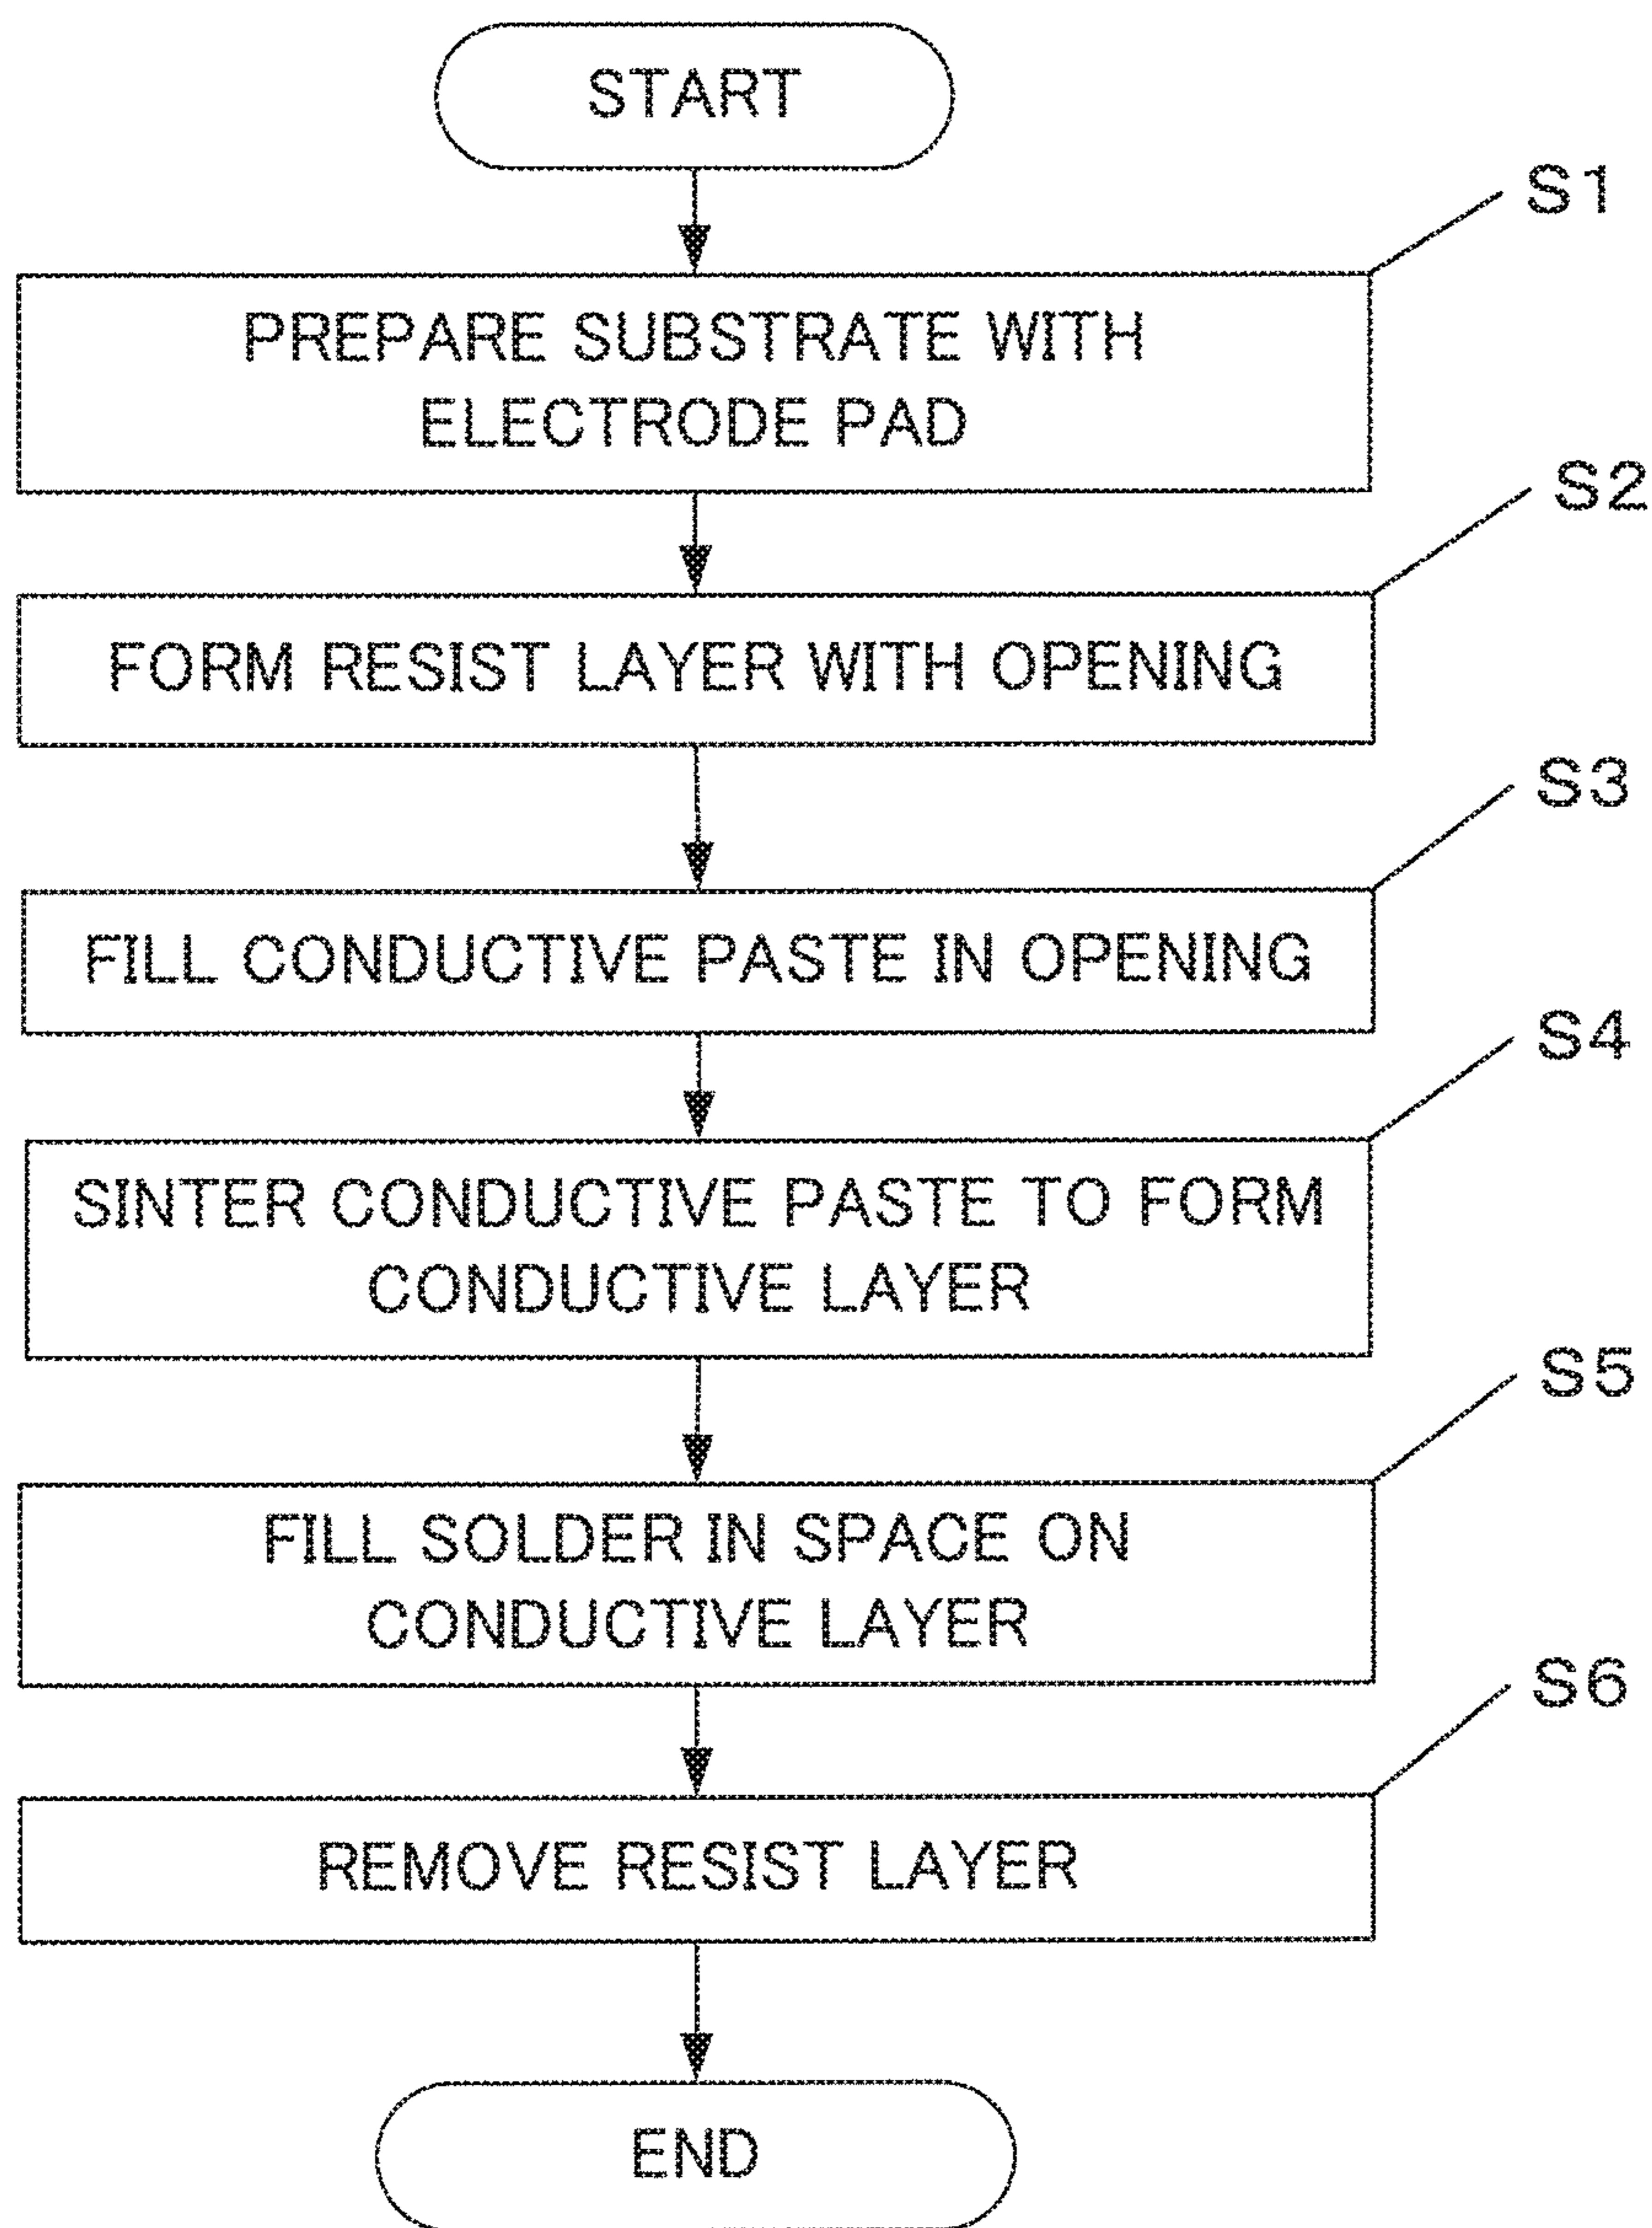 START
S1
PREPARE SUBSTRATE WITH
ELECTRODE PAD
S2
FORM RESIST LAYER WITH OPENING
S3
FILL CONDUCTIVE PASTE IN OPENING
S4
SINTER CONDUCTIVE PASTE TO FORM
CONDUCTIVE LAYER
S5
FILL SOLDER IN SPACE ON
CONDUCTIVE LAYER
S6
REMOVE RESIST LAYER
END